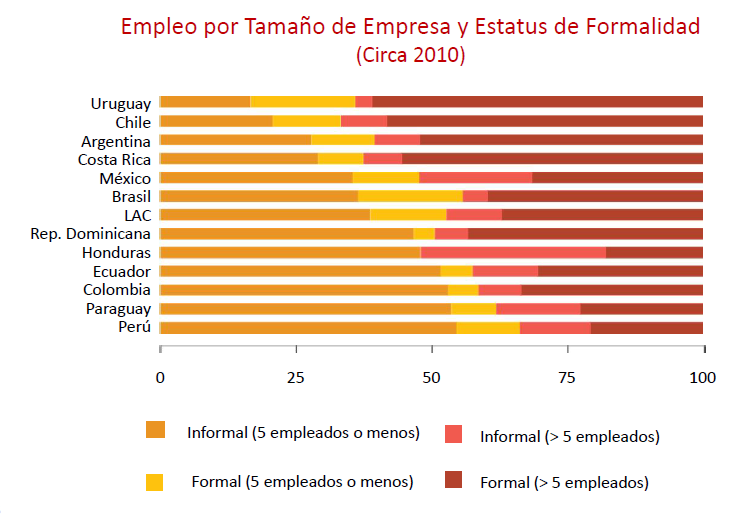 Empleo por Tamaño de Empresa y Estatus de Formalidad
(Circa 2010)
Uruguay
Chile
Argentina
Costa Rica
México
Brasil
LAC
Rep. Dominicana
Honduras
Ecuador
Colombia
Paraguay
Perú
0 25 50 75 100
Informal (5 empleados o menos)
Informal (> 5 empleados)
Formal (5 empleados o menos)
Formal (> 5 empleados)